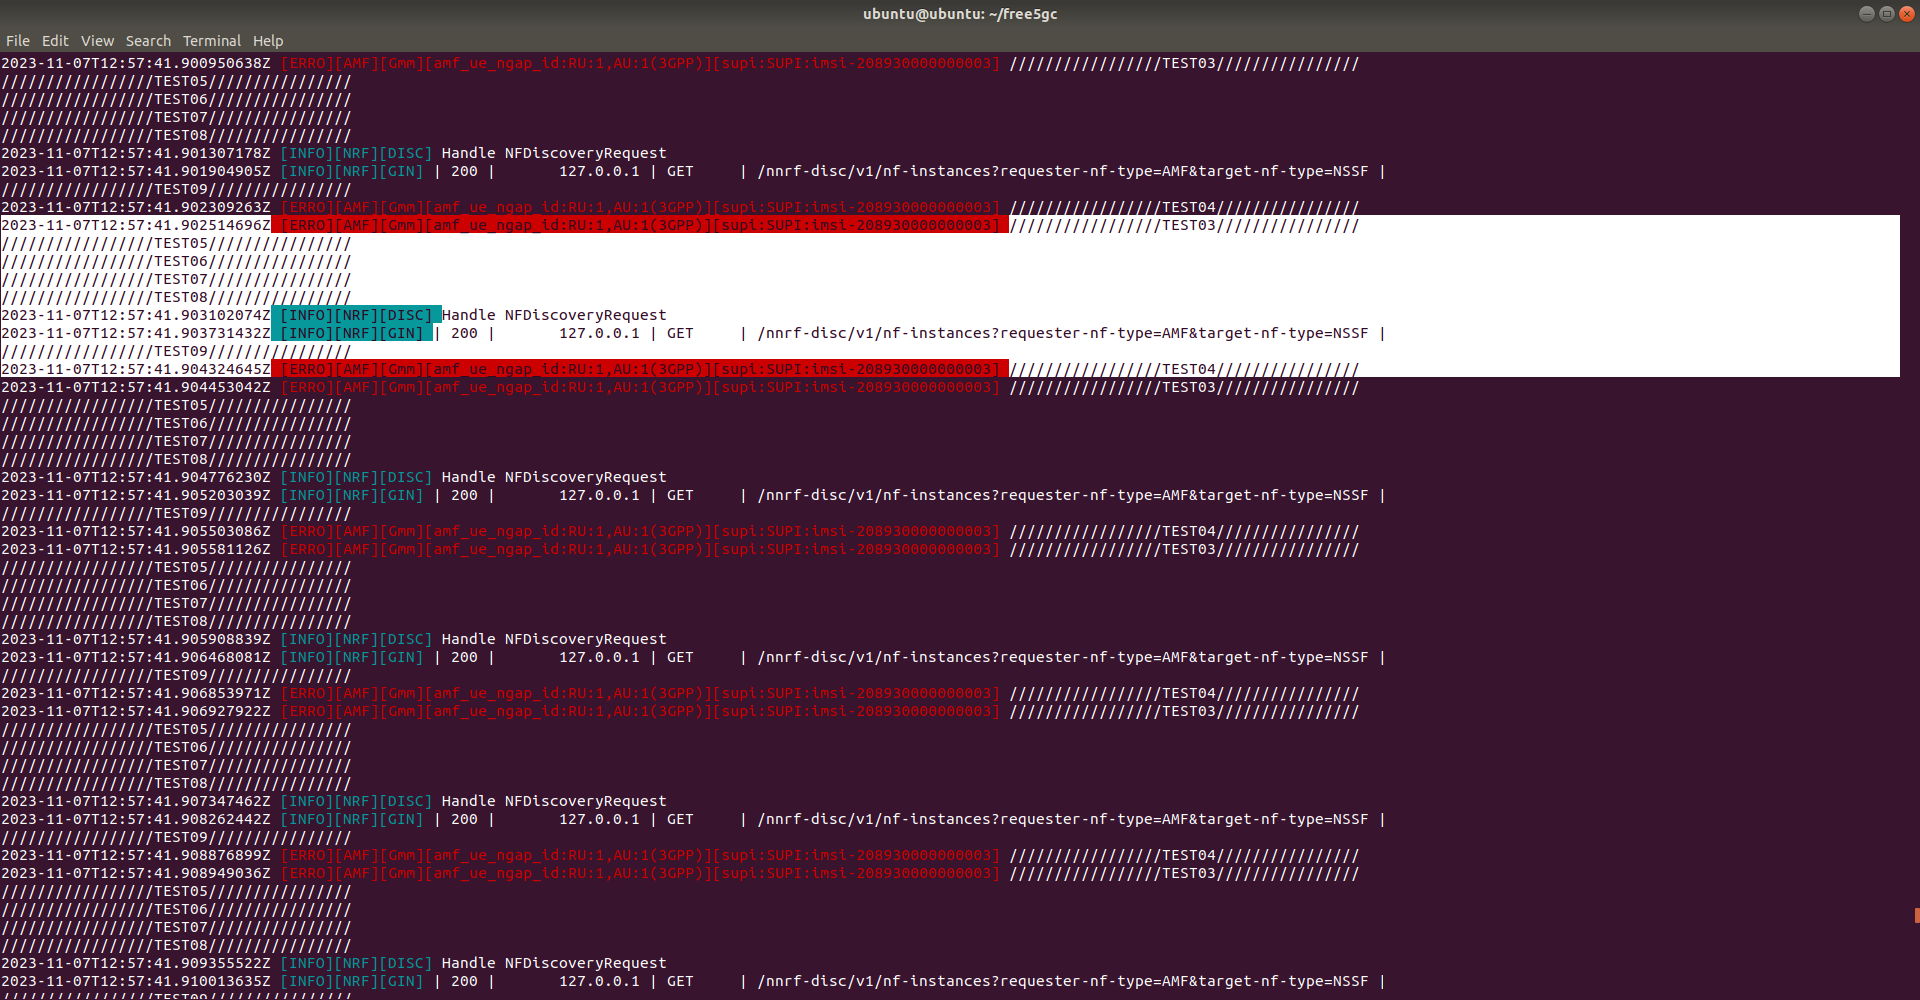 ubuntu@ubuntu: ~/free5gc
File Edit View Search Terminal Help
2023-11-07T12:57:41.900950638Z [ERRO][AMF][Gmm][amf_ue_ngap_id:RU:1,AU:1(3GPP)][supi:SUPI:imsi-208930000000003] /////////////////TEST03////////////////
/////////////////TEST05////////////////
/////////////////TEST06////////////////
/////////////////TEST07////////////////
/////////////////TEST08////////////////
2023-11-07T12:57:41.901307178Z [INFO][NRF][DISC] Handle NFDiscoveryRequest
2023-11-07T12:57:41.901904905Z [INFO][NRF][GIN] | 200 |       127.0.0.1 | GET     | /nnrf-disc/v1/nf-instances?requester-nf-type=AMF&target-nf-type=NSSF |
/////////////////TEST09////////////////
2023-11-07T12:57:41.902309263Z [ERRO][AMF][Gmm][amf_ue_ngap_id:RU:1,AU:1(3GPP)][supi:SUPI:imsi-208930000000003] /////////////////TEST04////////////////
2023-11-07T12:57:41.902514696Z [ERRO][AMF][Gmm][amf_ue_ngap_id:RU:1,AU:1(3GPP)][supi:SUPI:imsi-208930000000003] /////////////////TEST03////////////////
/////////////////TEST05////////////////
/////////////////TEST06////////////////
/////////////////TEST07////////////////
/////////////////TEST08////////////////
2023-11-07T12:57:41.903102074Z [INFO][NRF][DISC] Handle NFDiscoveryRequest
2023-11-07T12:57:41.903731432Z [INFO][NRF][GIN] | 200 |       127.0.0.1 | GET     | /nnrf-disc/v1/nf-instances?requester-nf-type=AMF&target-nf-type=NSSF |
/////////////////TEST09////////////////
2023-11-07T12:57:41.904324645Z [ERRO][AMF][Gmm][amf_ue_ngap_id:RU:1,AU:1(3GPP)][supi:SUPI:imsi-208930000000003] /////////////////TEST04////////////////
2023-11-07T12:57:41.904453042Z [ERRO][AMF][Gmm][amf_ue_ngap_id:RU:1,AU:1(3GPP)][supi:SUPI:imsi-208930000000003] /////////////////TEST03////////////////
/////////////////TEST05////////////////
/////////////////TEST06////////////////
/////////////////TEST07////////////////
/////////////////TEST08////////////////
2023-11-07T12:57:41.904776230Z [INFO][NRF][DISC] Handle NFDiscoveryRequest
2023-11-07T12:57:41.905203039Z [INFO][NRF][GIN] | 200 |       127.0.0.1 | GET     | /nnrf-disc/v1/nf-instances?requester-nf-type=AMF&target-nf-type=NSSF |
/////////////////TEST09////////////////
2023-11-07T12:57:41.905503086Z [ERRO][AMF][Gmm][amf_ue_ngap_id:RU:1,AU:1(3GPP)][supi:SUPI:imsi-208930000000003] /////////////////TEST04////////////////
2023-11-07T12:57:41.905581126Z [ERRO][AMF][Gmm][amf_ue_ngap_id:RU:1,AU:1(3GPP)][supi:SUPI:imsi-208930000000003] /////////////////TEST03////////////////
/////////////////TEST05////////////////
/////////////////TEST06////////////////
/////////////////TEST07////////////////
/////////////////TEST08////////////////
2023-11-07T12:57:41.905908839Z [INFO][NRF][DISC] Handle NFDiscoveryRequest
2023-11-07T12:57:41.906468081Z [INFO][NRF][GIN] | 200 |       127.0.0.1 | GET     | /nnrf-disc/v1/nf-instances?requester-nf-type=AMF&target-nf-type=NSSF |
/////////////////TEST09////////////////
2023-11-07T12:57:41.906853971Z [ERRO][AMF][Gmm][amf_ue_ngap_id:RU:1,AU:1(3GPP)][supi:SUPI:imsi-208930000000003] /////////////////TEST04////////////////
2023-11-07T12:57:41.906927922Z [ERRO][AMF][Gmm][amf_ue_ngap_id:RU:1,AU:1(3GPP)][supi:SUPI:imsi-208930000000003] /////////////////TEST03////////////////
/////////////////TEST05////////////////
/////////////////TEST06////////////////
/////////////////TEST07////////////////
/////////////////TEST08////////////////
2023-11-07T12:57:41.907347462Z [INFO][NRF][DISC] Handle NFDiscoveryRequest
2023-11-07T12:57:41.908262442Z [INFO][NRF][GIN] | 200 |       127.0.0.1 | GET     | /nnrf-disc/v1/nf-instances?requester-nf-type=AMF&target-nf-type=NSSF |
/////////////////TEST09////////////////
2023-11-07T12:57:41.908876899Z [ERRO][AMF][Gmm][amf_ue_ngap_id:RU:1,AU:1(3GPP)][supi:SUPI:imsi-208930000000003] /////////////////TEST04////////////////
2023-11-07T12:57:41.908949036Z [ERRO][AMF][Gmm][amf_ue_ngap_id:RU:1,AU:1(3GPP)][supi:SUPI:imsi-208930000000003] /////////////////TEST03////////////////
/////////////////TEST05////////////////
/////////////////TEST06////////////////
/////////////////TEST07////////////////
/////////////////TEST08////////////////
2023-11-07T12:57:41.909355522Z [INFO][NRF][DISC] Handle NFDiscoveryRequest
2023-11-07T12:57:41.910013635Z [INFO][NRF][GIN] | 200 |       127.0.0.1 | GET     | /nnrf-disc/v1/nf-instances?requester-nf-type=AMF&target-nf-type=NSSF |
/////////////////TEST09////////////////